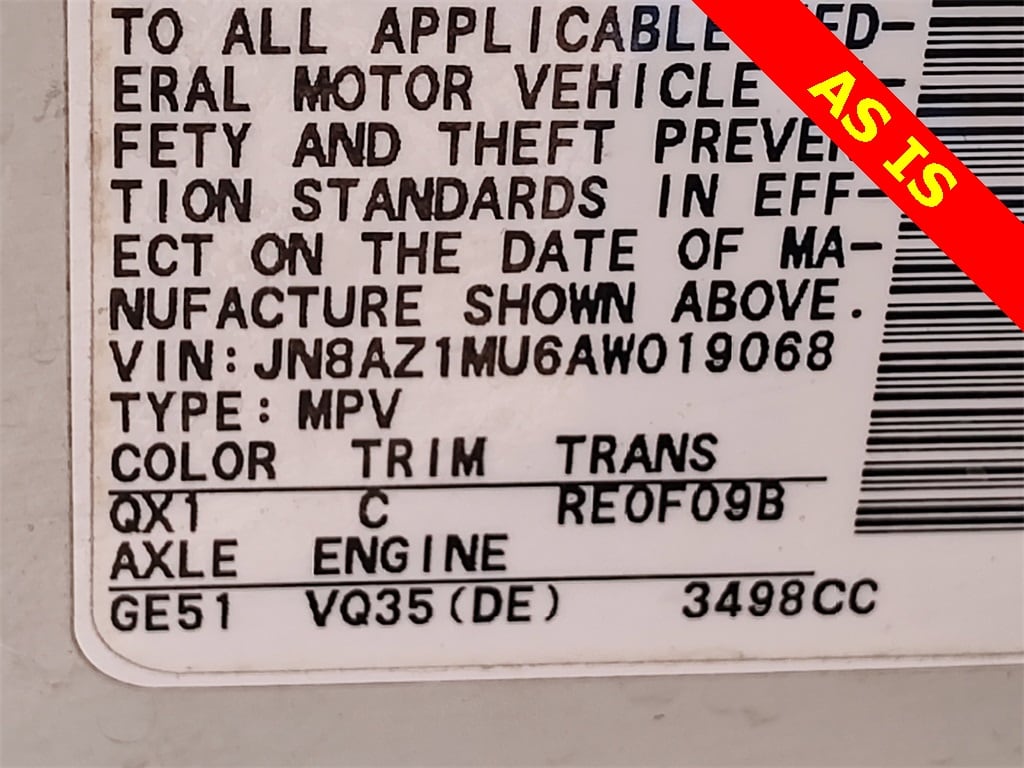 TO ALL APPLICABLE FED-
ERAL MOTOR VEHICLE
FETY AND THEFT PREVEN
TION STANDARDS IN EFF-
ECT ON THE DATE OF MA-
NUFACTURE SHOWN ABOVE.
VIN:JN8AZ1MU6AW019068
TYPE: MPV
COLOR TRIM TRANS
QX1 C RE0F09B
AXLE ENGINE
GE51 VQ35(DE) 3498CC
AS IS